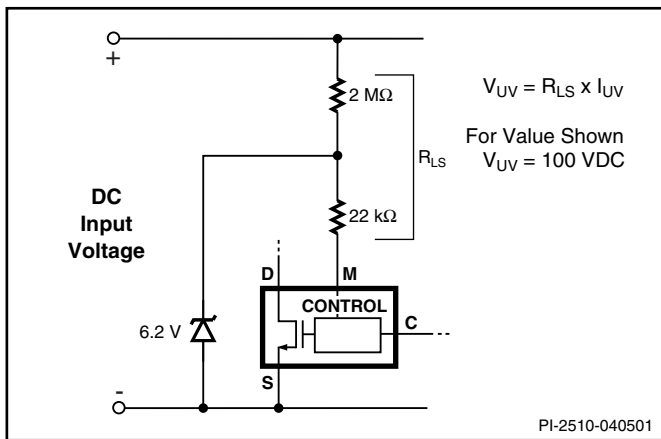 +
2 MΩ
V_UV = R_LS x I_UV
For Value Shown
V_UV = 100 VDC
R_LS
DC
Input
Voltage
22 kΩ
D
M
CONTROL
C
6.2 V
S
-
PI-2510-040501